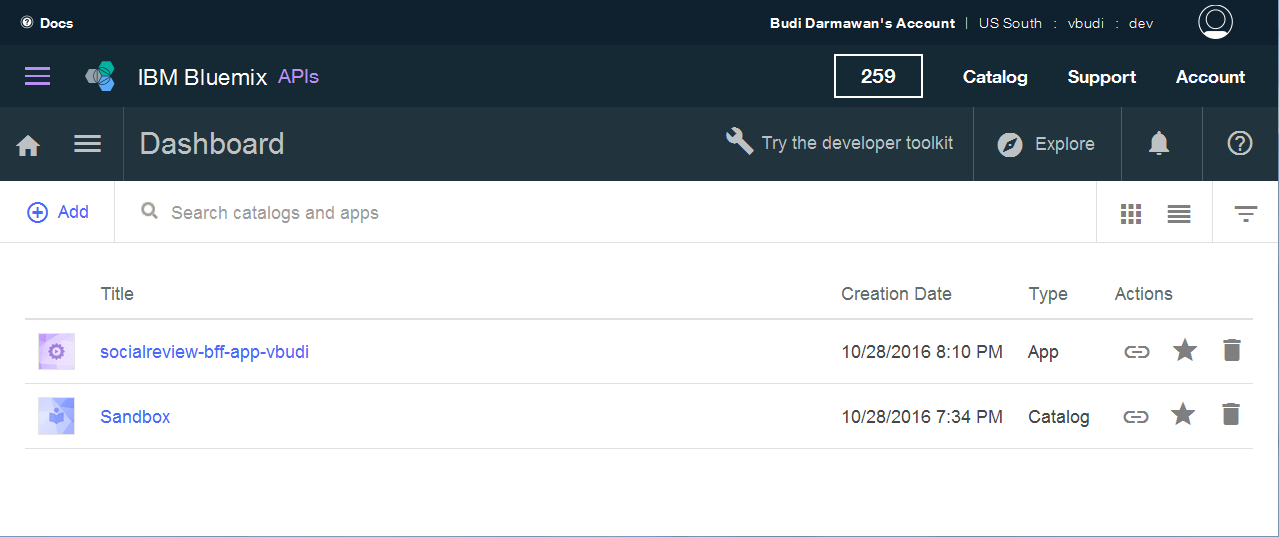 Docs Budi Darmawan's Account | US South : vbudi : dev
IBM Bluemix APIs 259 Catalog Support Account
Dashboard Try the developer toolkit Explore
Add Search catalogs and apps
Title Creation Date Type Actions
socialreview-bff-app-vbudi 10/28/2016 8:10 PM App
Sandbox 10/28/2016 7:34 PM Catalog